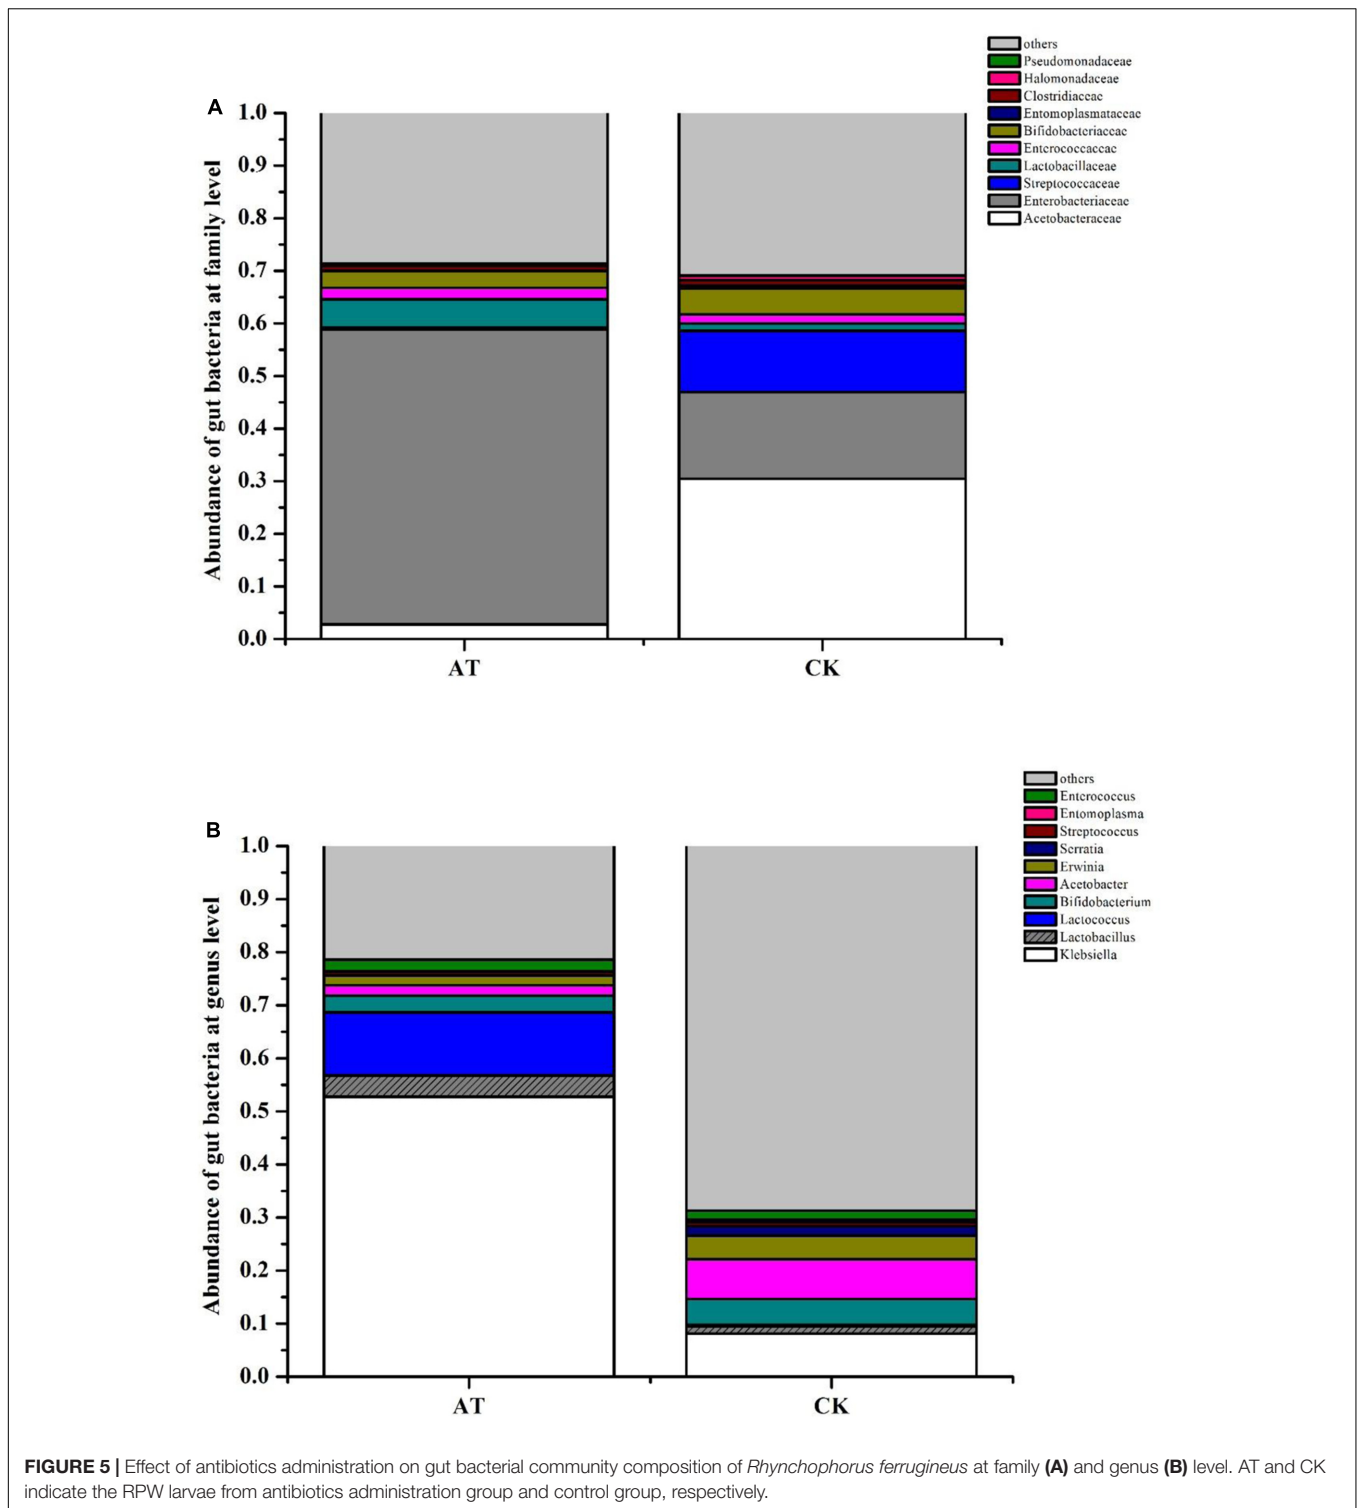 others
Pseudomonadaceae
Halomonadaceae
Clostridiaceae
Entomoplasmataceae
Bifidobacteriaceae
Enterococcaceae
Lactobacillaceae
Streptococcaceae
Enterobacteriaceae
Acetobacteraceae
A
Abundance of gut bacteria at family level
1.0
0.9
0.8
0.7
0.6
0.5
0.4
0.3
0.2
0.1
0.0
AT CK
others
Enterococcus
Entomoplasma
Streptococcus
Serratia
Erwinia
Acetobacter
Bifidobacterium
Lactococcus
Lactobacillus
Klebsiella
B
Abundance of gut bacteria at genus level
1.0
0.9
0.8
0.7
0.6
0.5
0.4
0.3
0.2
0.1
0.0
AT CK
FIGURE 5 | Effect of antibiotics administration on gut bacterial community composition of Rhynchophorus ferrugineus at family (A) and genus (B) level. AT and CK
indicate the RPW larvae from antibiotics administration group and control group, respectively.